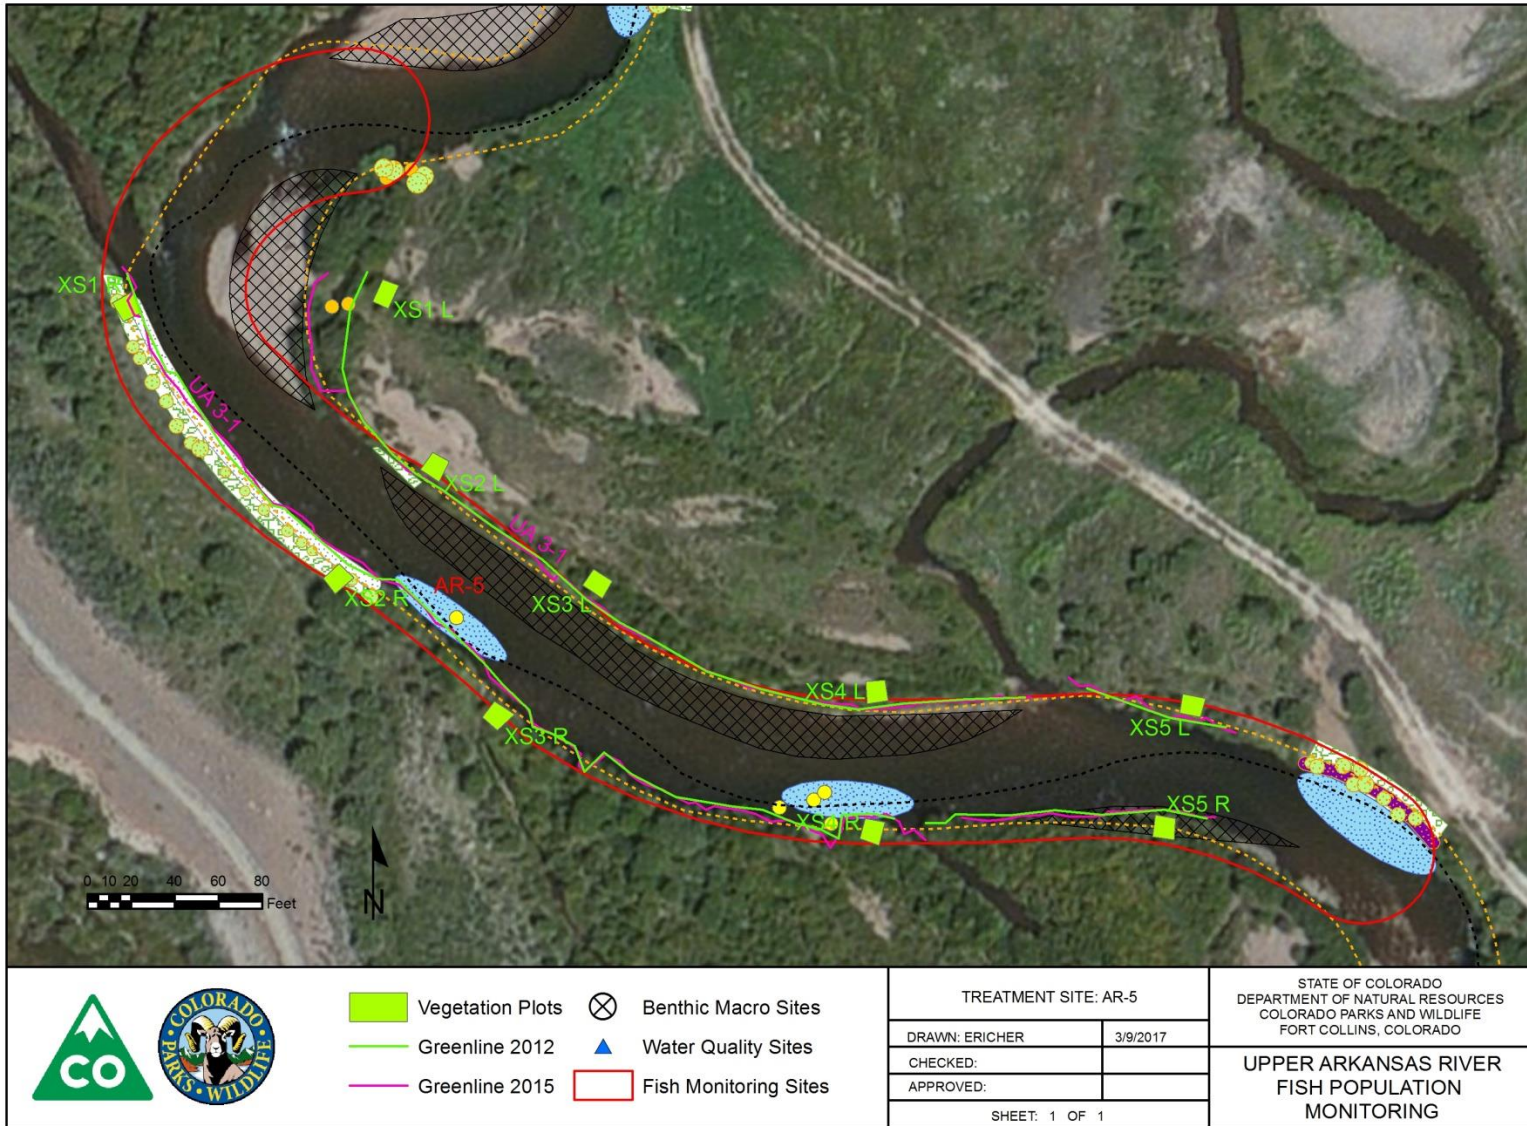 XS1 R
XS1 L
UA 3-1
XS2 L
UA 3-1
AR-5
XS2 R
XS3 L
XS3 R
XS4 L
XS5 L
XS4 R
XS5 R
0 10 20 40 60 80
Feet
N
CO
COLORADO
PARKS • WILDLIFE
Vegetation Plots
Greenline 2012
Greenline 2015
Benthic Macro Sites
Water Quality Sites
Fish Monitoring Sites
TREATMENT SITE: AR-5
DRAWN: ERICHER 3/9/2017
CHECKED:
APPROVED:
SHEET: 1 OF 1
STATE OF COLORADO
DEPARTMENT OF NATURAL RESOURCES
COLORADO PARKS AND WILDLIFE
FORT COLLINS, COLORADO
UPPER ARKANSAS RIVER
FISH POPULATION
MONITORING